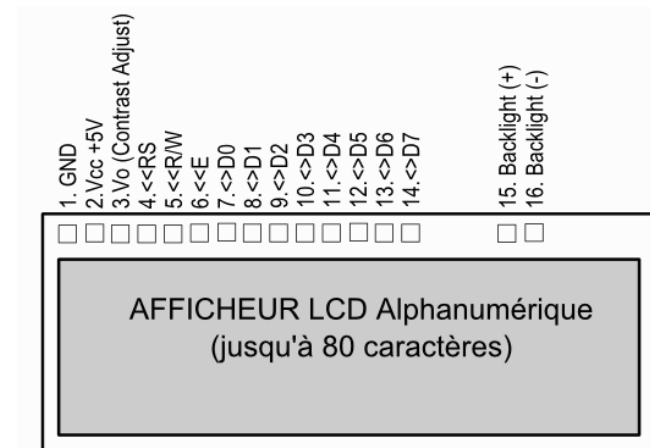 1. GND
2.Vcc +5V
3.Vo (Contrast Adjust)
4.<<RS
5.<<R/W
6.<<E
7.<>D0
8.<>D1
9.<>D2
10.<>D3
11.<>D4
12.<>D5
13.<>D6
14.<>D7
15. Backlight (+)
16. Backlight (-)
AFFICHEUR LCD Alphanumérique
(jusqu'à 80 caractères)